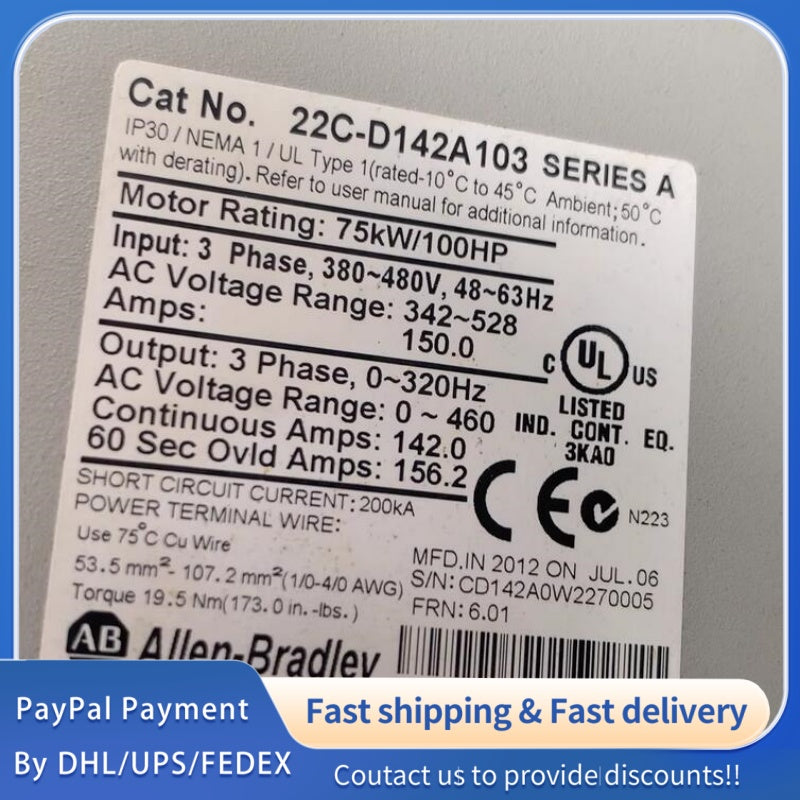 Cat No. 22C-D142A103 SERIES A
IP30 / NEMA 1 / UL Type 1(rated-10°C to 45°C Ambient; 50°C
with derating). Refer to user manual for additional information.
Motor Rating: 75kW/100HP
Input: 3 Phase, 380~480V, 48~63Hz
AC Voltage Range: 342~528
Amps: 150.0
Output: 3 Phase, 0~320Hz
AC Voltage Range: 0 ~ 460
Continuous Amps: 142.0
60 Sec Ovld Amps: 156.2
C UL US
LISTED
IND. CONT. EQ.
3KA0
CE
N223
SHORT CIRCUIT CURRENT: 200kA
POWER TERMINAL WIRE:
Use 75°C Cu Wire
53.5 mm²- 107.2 mm²(1/0-4/0 AWG)
Torque 19.5 Nm(173.0 in.-lbs.)
MFD.IN 2012 ON JUL.06
S/N: CD142A0W2270005
FRN: 6.01
AB Allen-Bradley
PayPal Payment
By DHL/UPS/FEDEX
Fast shipping & Fast delivery
Coutact us to provide discounts!!